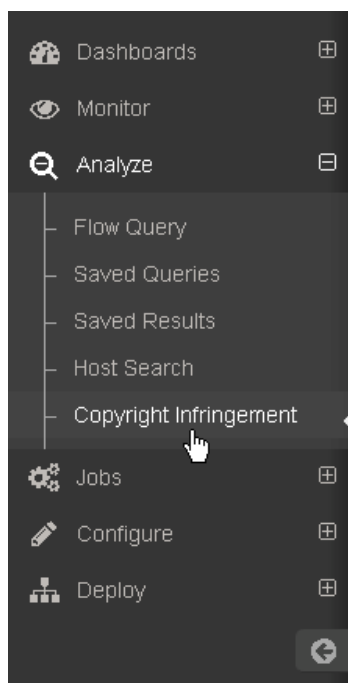 Dashboards
Monitor
Analyze
Flow Query
Saved Queries
Saved Results
Host Search
Copyright Infringement
Jobs
Configure
Deploy